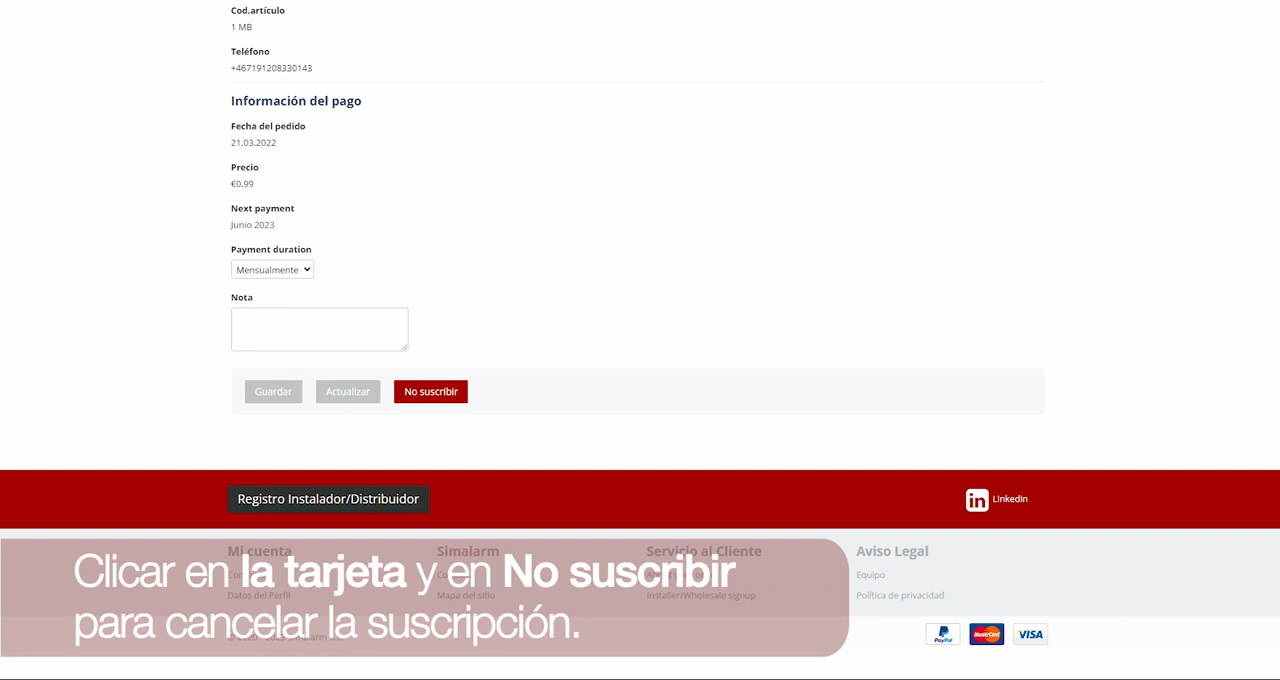 Cod.artículo
1 MB
Teléfono
+467191208330143
Información del pago
Fecha del pedido
21.03.2022
Precio
€0,99
Next payment
Junio 2023
Payment duration
Mensualmente
Nota
Guardar Actualizar No suscribir
Registro Instalador/Distribuidor
in Linkedin
Mi cuenta Simalarm Servicio al Cliente Aviso Legal
Clicar en la tarjeta y en No suscribir
Equipo
Datos del Perfil Mapa del sitio Installer/Wholesale signup Política de privacidad
para cancelar la suscripción.
PayPal MasterCard VISA